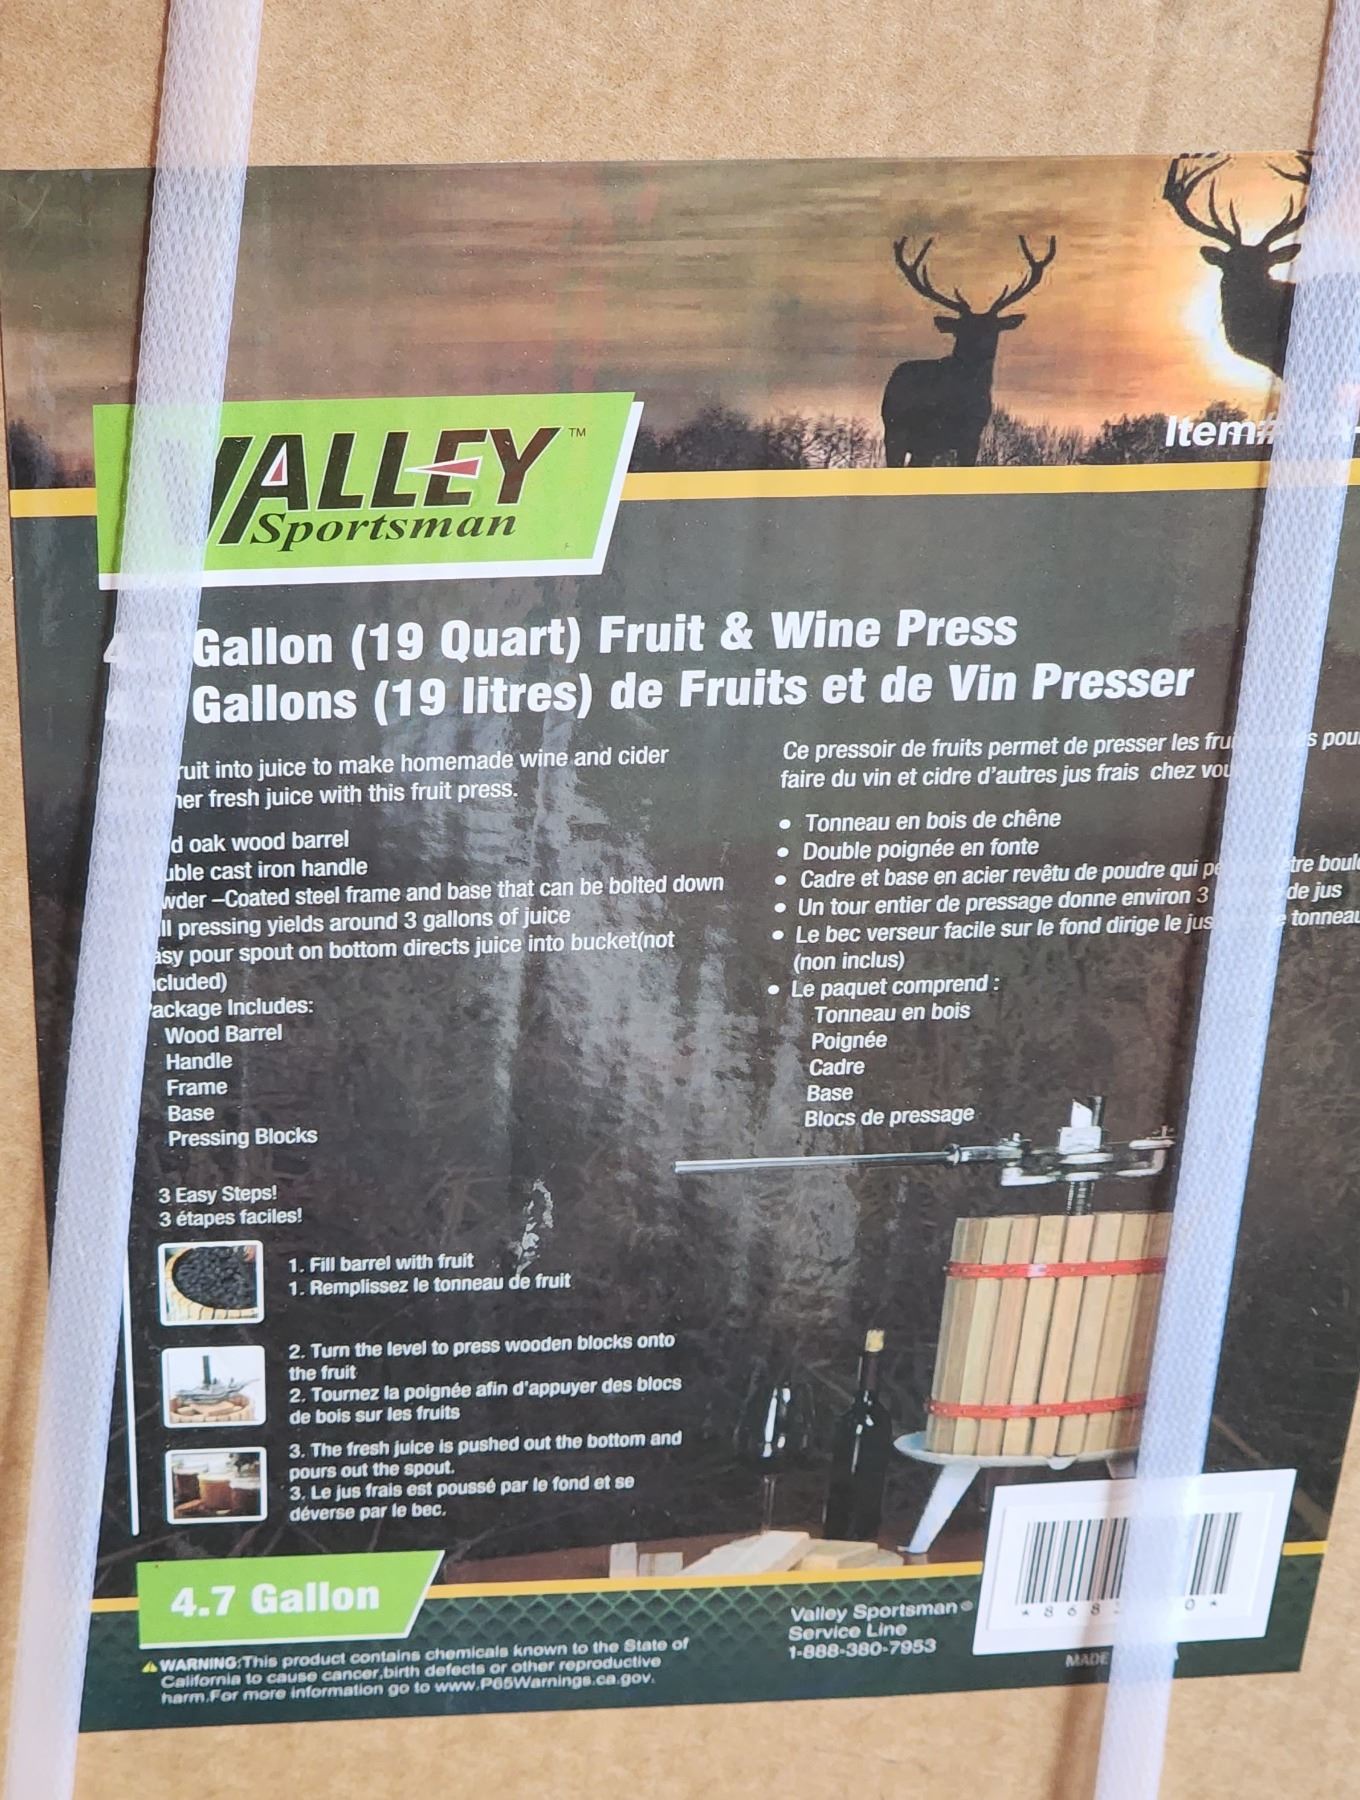 VALLEY™
Sportsman
Item#
Gallon (19 Quart) Fruit & Wine Press
Gallons (19 litres) de Fruits et de Vin Presser
into juice to make homemade wine and cider
fresh juice with this fruit press.
oak wood barrel
cast iron handle
–Coated steel frame and base that can be bolted down
pressing yields around 3 gallons of juice
pour spout on bottom directs juice into bucket(not
Package Includes:
Wood Barrel
Handle
Frame
Base
Pressing Blocks
Ce pressoir de fruits permet de presser les pou
faire du vin et cidre d'autres jus frais chez
• Tonneau en bois de chêne
• Double poignée en fonte
• Cadre et base en acier revêtu de poudre qui
• Un tour entier de pressage donne environ 3 de jus
• Le bec verseur facile sur le fond dirige le jus tonneau
(non inclus)
• Le paquet comprend :
Tonneau en bois
Poignée
Cadre
Base
Blocs de pressage
3 Easy Steps!
3 étapes faciles!
1. Fill barrel with fruit
1. Remplissez le tonneau de fruit
2. Turn the level to press wooden blocks onto
the fruit
2. Tournez la poignée afin d'appuyer des blocs
de bois sur les fruits
3. The fresh juice is pushed out the bottom and
pours out the spout.
3. Le jus frais est poussé par le fond et se
déverse par le bec.
4.7 Gallon
WARNING:This product contains chemicals known to the State of
California to cause cancer,birth defects or other reproductive
harm.For more information go to www.P65Warnings.ca.gov.
Valley Sportsman®
Service Line
1-888-380-7953
MADE